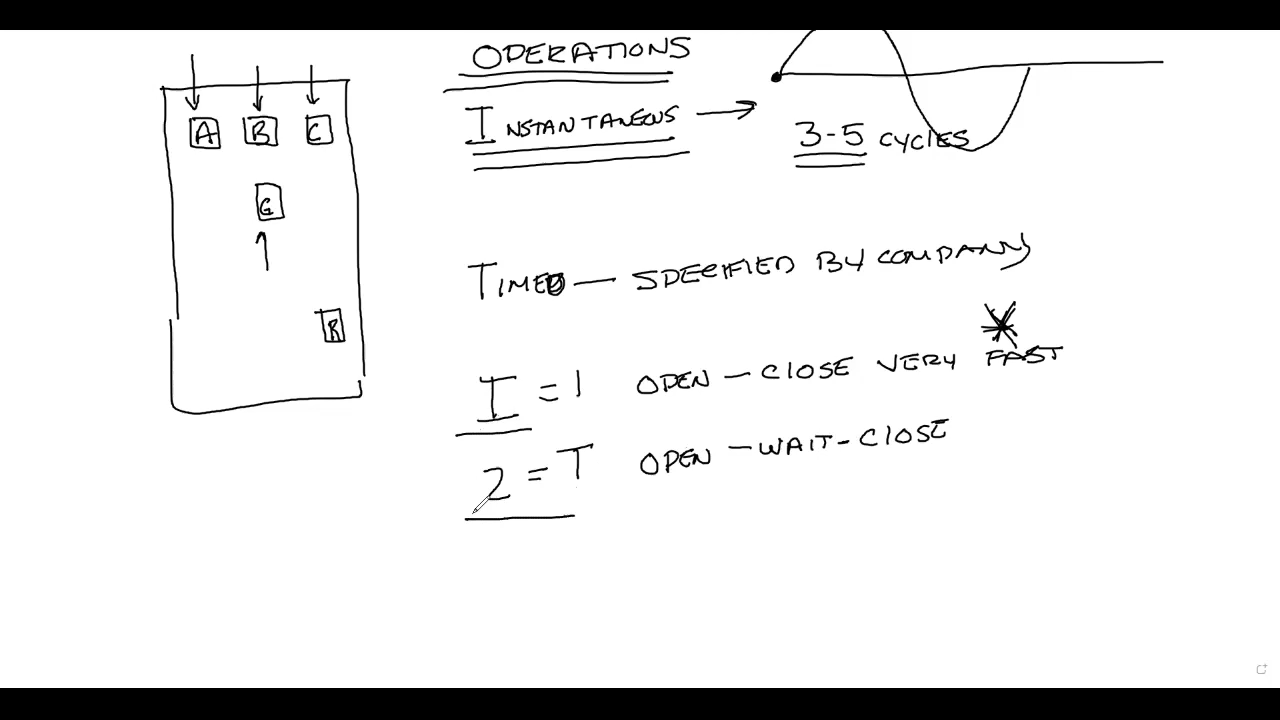 OPERATIONS
INSTANTANEOUS →
3-5 CYCLES
A B C
G
R
TIMED — SPECIFIED BY COMPANY
I = 1 OPEN – CLOSE VERY FAST
2 = T OPEN – WAIT – CLOSE